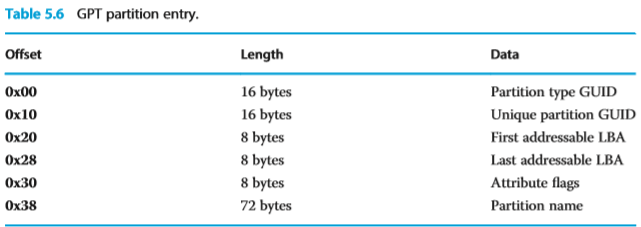 Table 5.6 GPT partition entry.
Offset Length Data
0x00 16 bytes Partition type GUID
0x10 16 bytes Unique partition GUID
0x20 8 bytes First addressable LBA
0x28 8 bytes Last addressable LBA
0x30 8 bytes Attribute flags
0x38 72 bytes Partition name